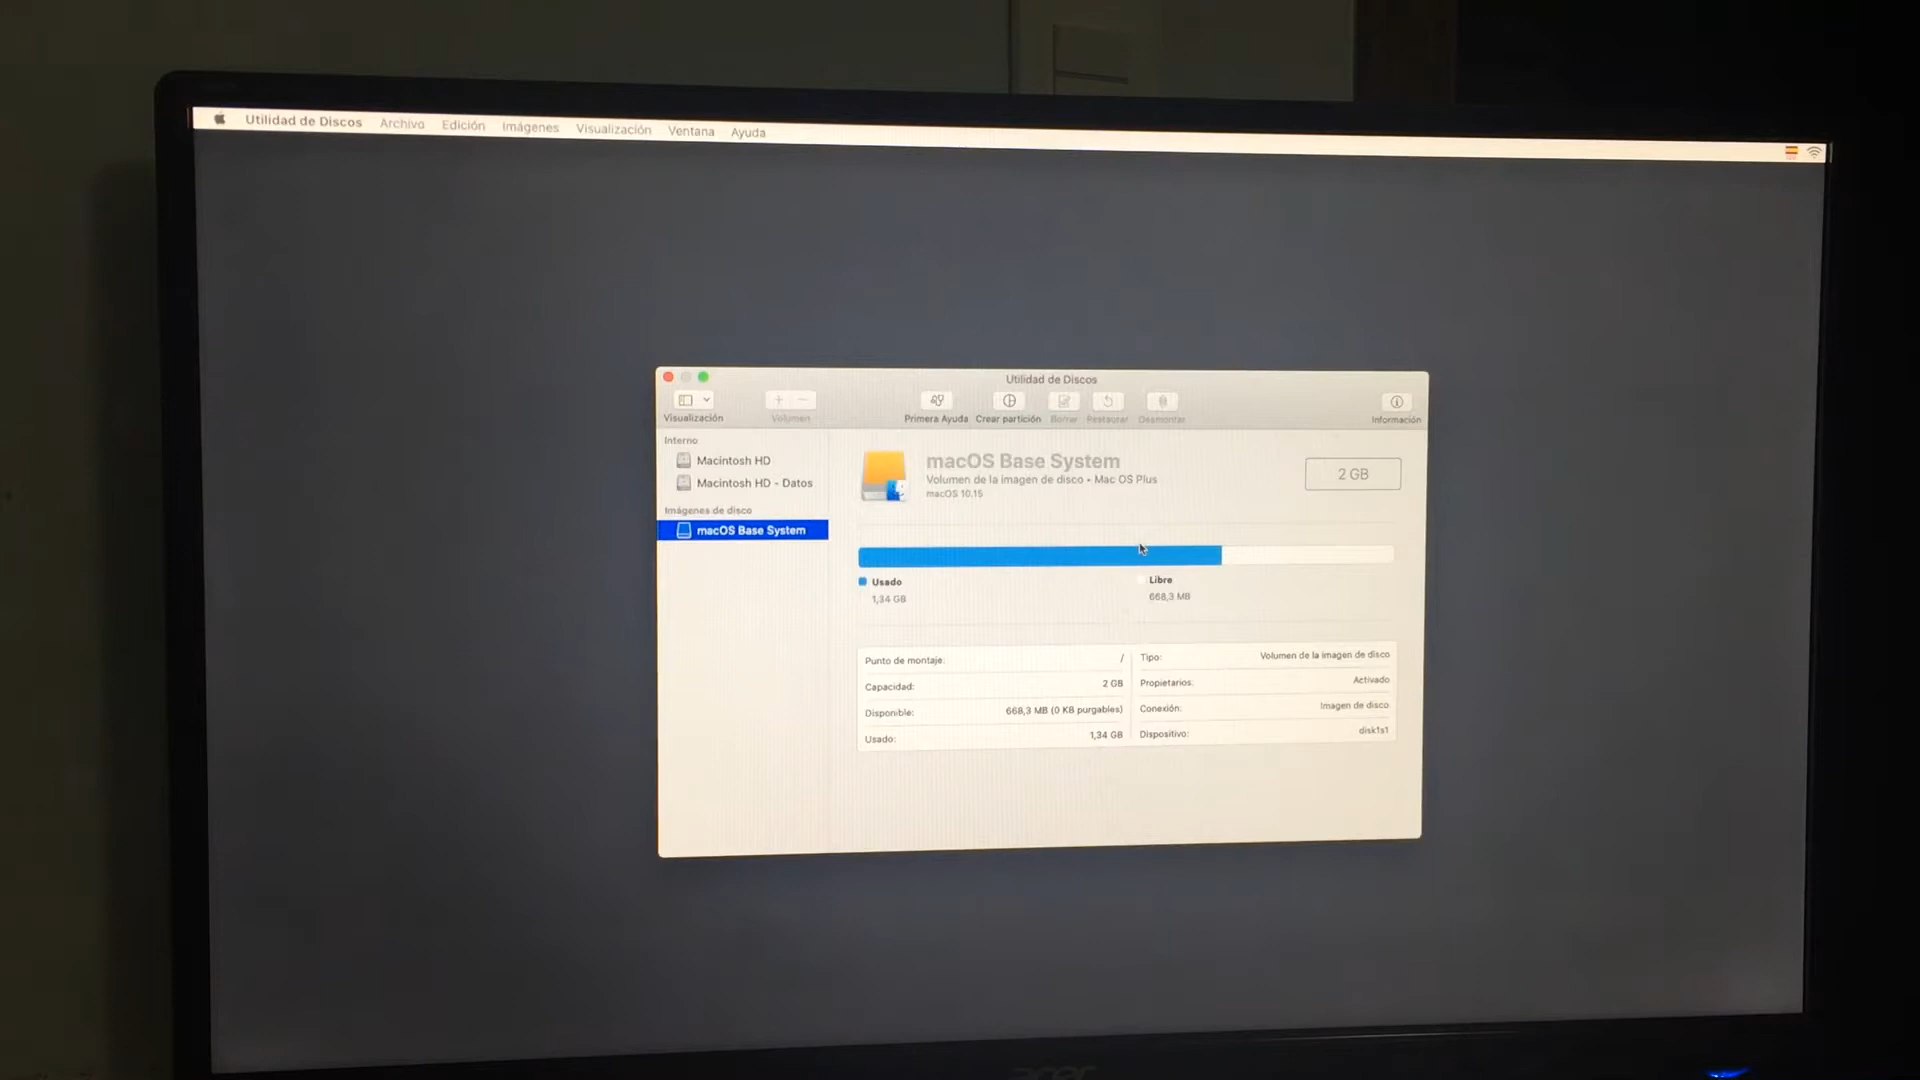 Utilidad de Discos Archivo Edición Imágenes Visualización Ventana Ayuda
Utilidad de Discos
Visualización Volumen Primera Ayuda Crear partición Borrar Restaurar Desmontar Información
Interno
Macintosh HD
Macintosh HD - Datos
Imágenes de disco
macOS Base System
macOS Base System
Volumen de la imagen de disco • Mac OS Plus
macOS 10.15
2 GB
Usado
1,34 GB
Libre
668,3 MB
Punto de montaje: /
Capacidad: 2 GB
Disponible: 668,3 MB (0 KB purgables)
Usado: 1,34 GB
Tipo: Volumen de la imagen de disco
Propietarios: Activado
Conexión: Imagen de disco
Dispositivo: disk1s1
acer